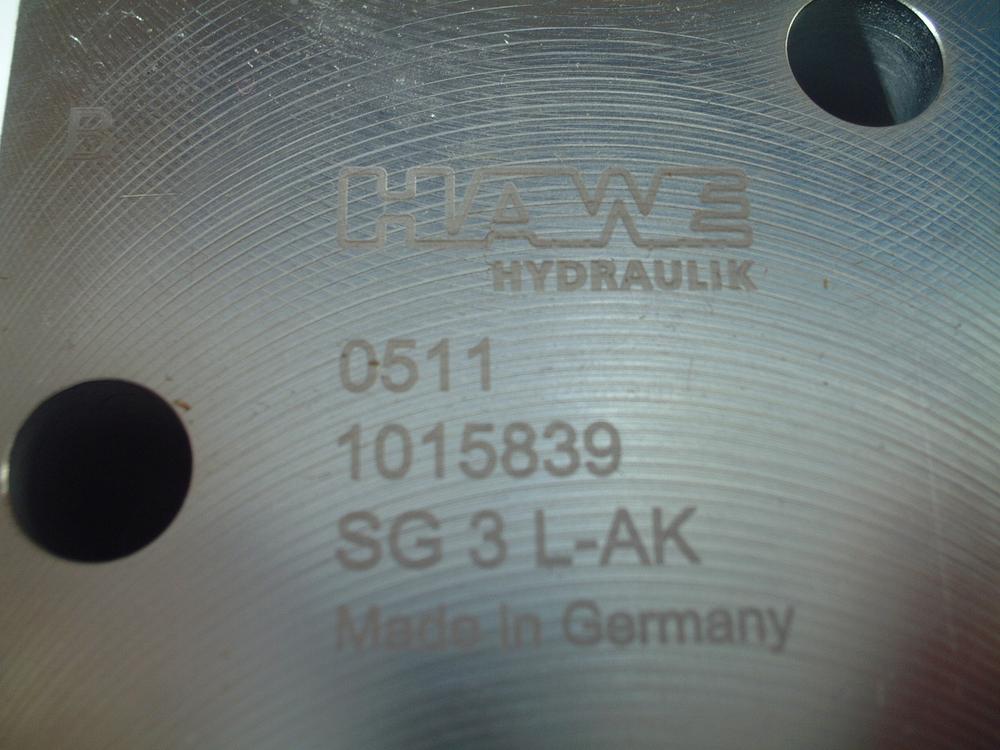 B
HAWE
HYDRAULIK
0511
1015839
SG 3 L-AK
Made in Germany